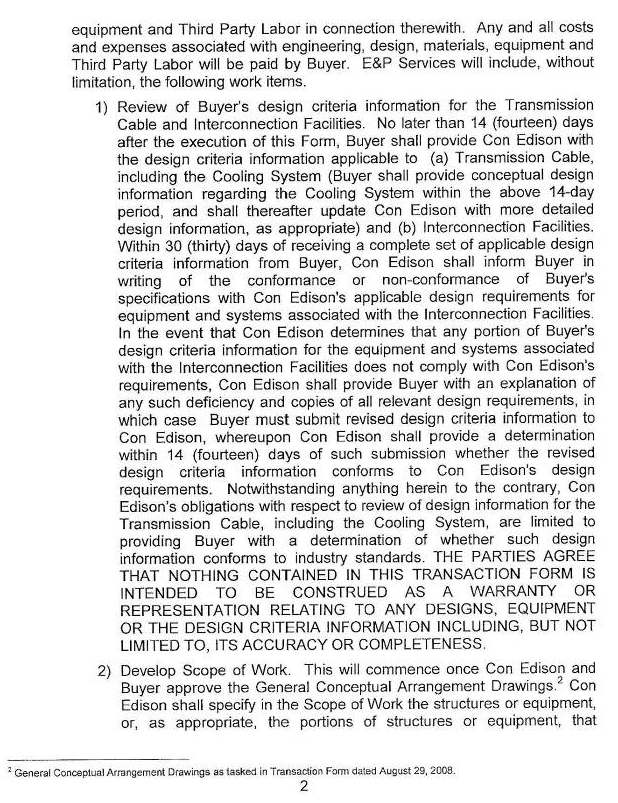 equipment and Third Party Labor in connection therewith. Any and all costs
and expenses associated with engineering, design, materials, equipment and
Third Party Labor will be paid by Buyer. E&P Services will include, without
limitation, the following work items.
1) Review of Buyer's design criteria information for the Transmission
Cable and Interconnection Facilities. No later than 14 (fourteen) days
after the execution of this Form, Buyer shall provide Con Edison with
the design criteria information applicable to (a) Transmission Cable,
including the Cooling System (Buyer shall provide conceptual design
information regarding the Cooling System within the above 14-day
period, and shall thereafter update Con Edison with more detailed
design information, as appropriate) and (b) Interconnection Facilities.
Within 30 (thirty) days of receiving a complete set of applicable design
criteria information from Buyer, Con Edison shall inform Buyer in
writing of the conformance or non-conformance of Buyer's
specifications with Con Edison's applicable design requirements for
equipment and systems associated with the Interconnection Facilities.
In the event that Con Edison determines that any portion of Buyer's
design criteria information for the equipment and systems associated
with the Interconnection Facilities does not comply with Con Edison's
requirements, Con Edison shall provide Buyer with an explanation of
any such deficiency and copies of all relevant design requirements, in
which case Buyer must submit revised design criteria information to
Con Edison, whereupon Con Edison shall provide a determination
within 14 (fourteen) days of such submission whether the revised
design criteria information conforms to Con Edison's design
requirements. Notwithstanding anything herein to the contrary, Con
Edison's obligations with respect to review of design information for the
Transmission Cable, including the Cooling System, are limited to
providing Buyer with a determination of whether such design
information conforms to industry standards. THE PARTIES AGREE
THAT NOTHING CONTAINED IN THIS TRANSACTION FORM IS
INTENDED TO BE CONSTRUED AS A WARRANTY OR
REPRESENTATION RELATING TO ANY DESIGNS, EQUIPMENT
OR THE DESIGN CRITERIA INFORMATION INCLUDING, BUT NOT
LIMITED TO, ITS ACCURACY OR COMPLETENESS.
2) Develop Scope of Work. This will commence once Con Edison and
Buyer approve the General Conceptual Arrangement Drawings.² Con
Edison shall specify in the Scope of Work the structures or equipment,
or, as appropriate, the portions of structures or equipment, that
² General Conceptual Arrangement Drawings as tasked in Transaction Form dated August 29, 2008.
2